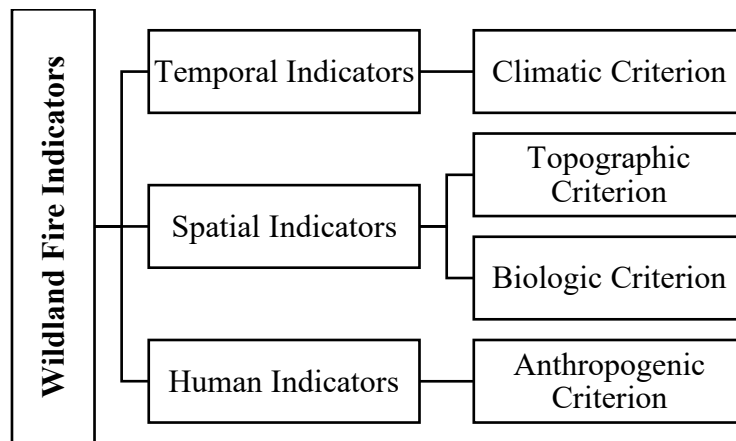 Wildland Fire Indicators
Temporal Indicators
Climatic Criterion
Spatial Indicators
Topographic
Criterion
Biologic Criterion
Human Indicators
Anthropogenic
Criterion